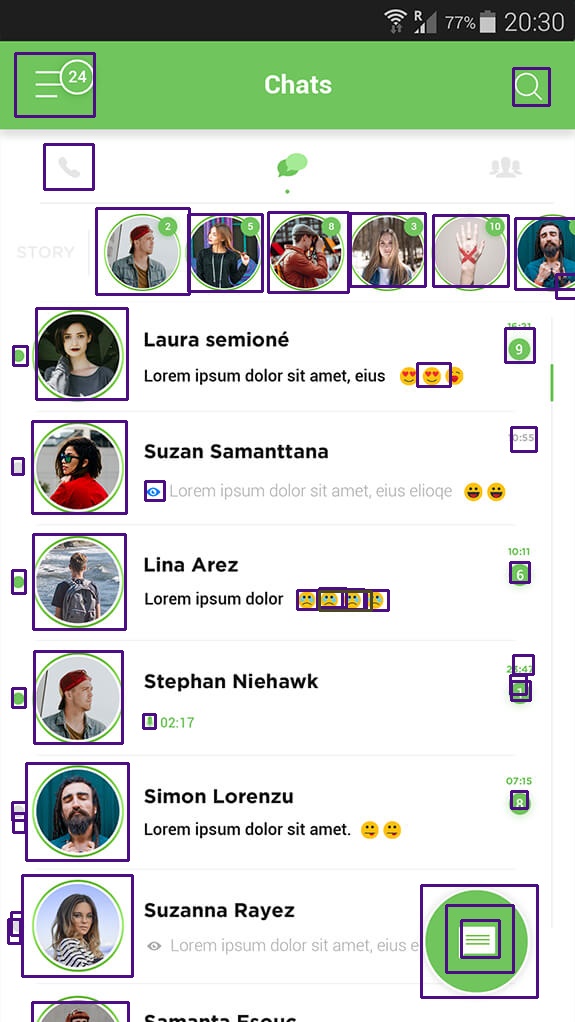 R 77% 20:30
24 Chats
STORY 2 5 8 3 10
16:21
Laura semioné 9
Lorem ipsum dolor sit amet, eius
Suzan Samanttana 10:55
Lorem ipsum dolor sit amet, eius elioqe
10:11
Lina Arez 6
Lorem ipsum dolor
23:47
Stephan Niehawk 1
02:17
07:15
Simon Lorenzu 8
Lorem ipsum dolor sit amet.
Suzanna Rayez
Lorem ipsum dolor sit amet, eius e
Samanta Esouc